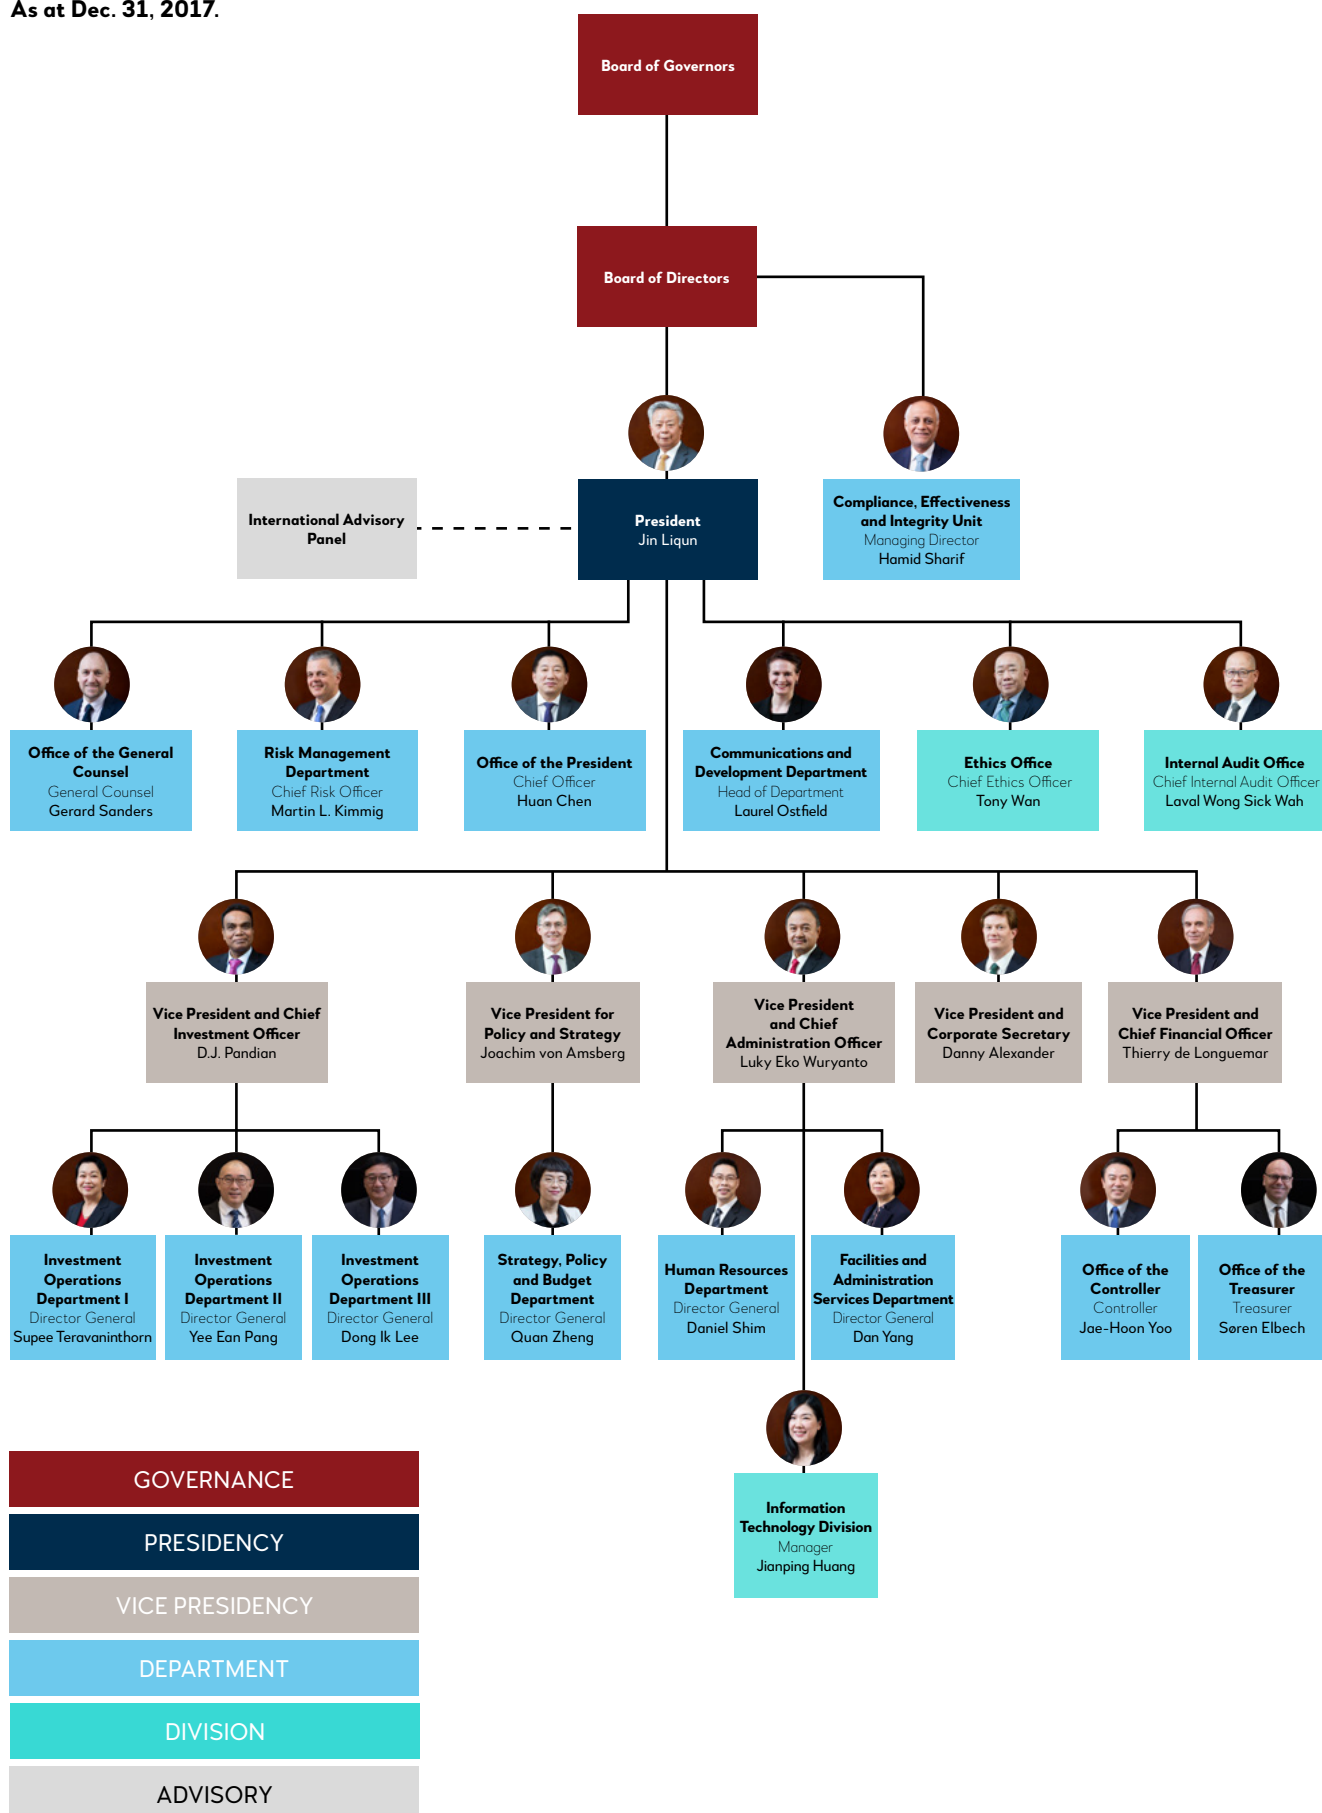 As at Dec. 31, 2017.
Board of Governors
Board of Directors
International Advisory
Panel
President
Jin Liqun
Compliance, Effectiveness
and Integrity Unit
Managing Director
Hamid Sharif
Office of the General
Counsel
General Counsel
Gerard Sanders
Risk Management
Department
Chief Risk Officer
Martin L. Kimmig
Office of the President
Chief Officer
Huan Chen
Communications and
Development Department
Head of Department
Laurel Ostfield
Ethics Office
Chief Ethics Officer
Tony Wan
Internal Audit Office
Chief Internal Audit Officer
Laval Wong Sick Wah
Vice President and Chief
Investment Officer
D.J. Pandian
Vice President for
Policy and Strategy
Joachim von Amsberg
Vice President
and Chief
Administration Officer
Luky Eko Wuryanto
Vice President and
Corporate Secretary
Danny Alexander
Vice President and
Chief Financial Officer
Thierry de Longuemar
Investment
Operations
Department I
Director General
Supee Teravaninthorn
Investment
Operations
Department II
Director General
Yee Ean Pang
Investment
Operations
Department III
Director General
Dong Ik Lee
Strategy, Policy
and Budget
Department
Director General
Quan Zheng
Human Resources
Department
Director General
Daniel Shim
Facilities and
Administration
Services Department
Director General
Dan Yang
Office of the
Controller
Controller
Jae-Hoon Yoo
Office of the
Treasurer
Treasurer
Søren Elbech
Information
Technology Division
Manager
Jianping Huang
GOVERNANCE
PRESIDENCY
VICE PRESIDENCY
DEPARTMENT
DIVISION
ADVISORY